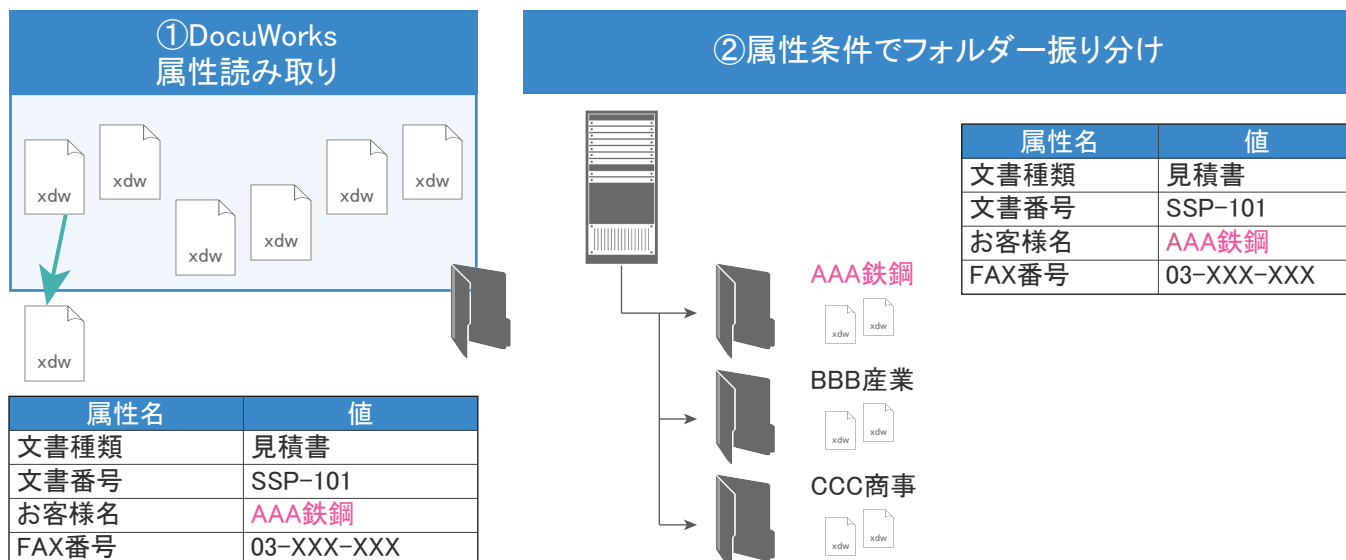 ①DocuWorks
属性読み取り
xdw
xdw
xdw
xdw
xdw
xdw
xdw
属性名 値
文書種類 見積書
文書番号 SSP-101
お客様名 AAA鉄鋼
FAX番号 03-XXX-XXX
②属性条件でフォルダー振り分け
AAA鉄鋼
xdw xdw
BBB産業
xdw xdw
CCC商事
xdw xdw
属性名 値
文書種類 見積書
文書番号 SSP-101
お客様名 AAA鉄鋼
FAX番号 03-XXX-XXX